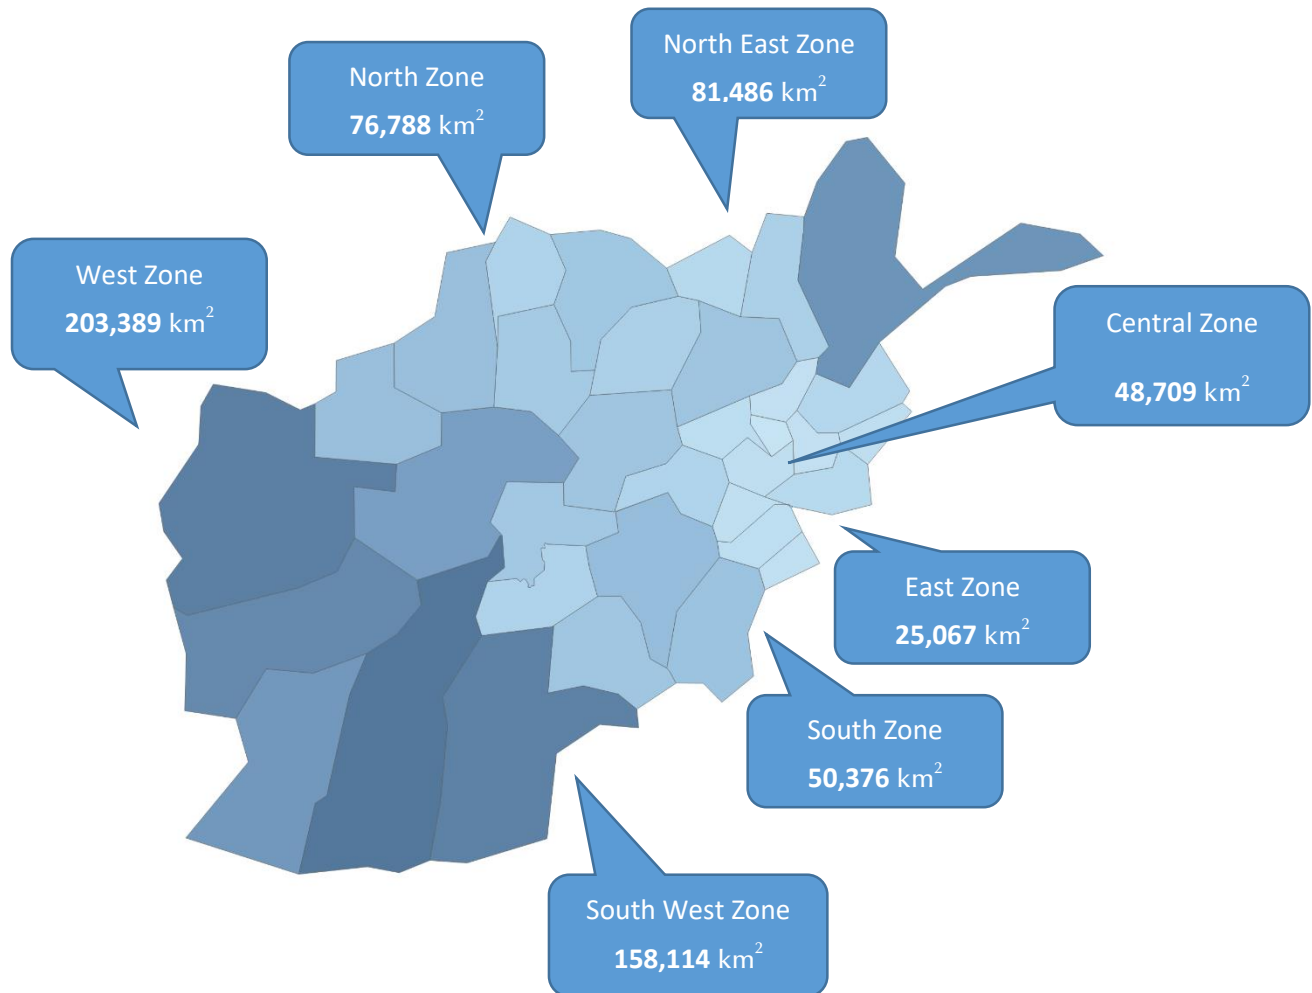 North East Zone
81,486 km²
North Zone
76,788 km²
West Zone
203,389 km²
Central Zone
48,709 km²
East Zone
25,067 km²
South Zone
50,376 km²
South West Zone
158,114 km²